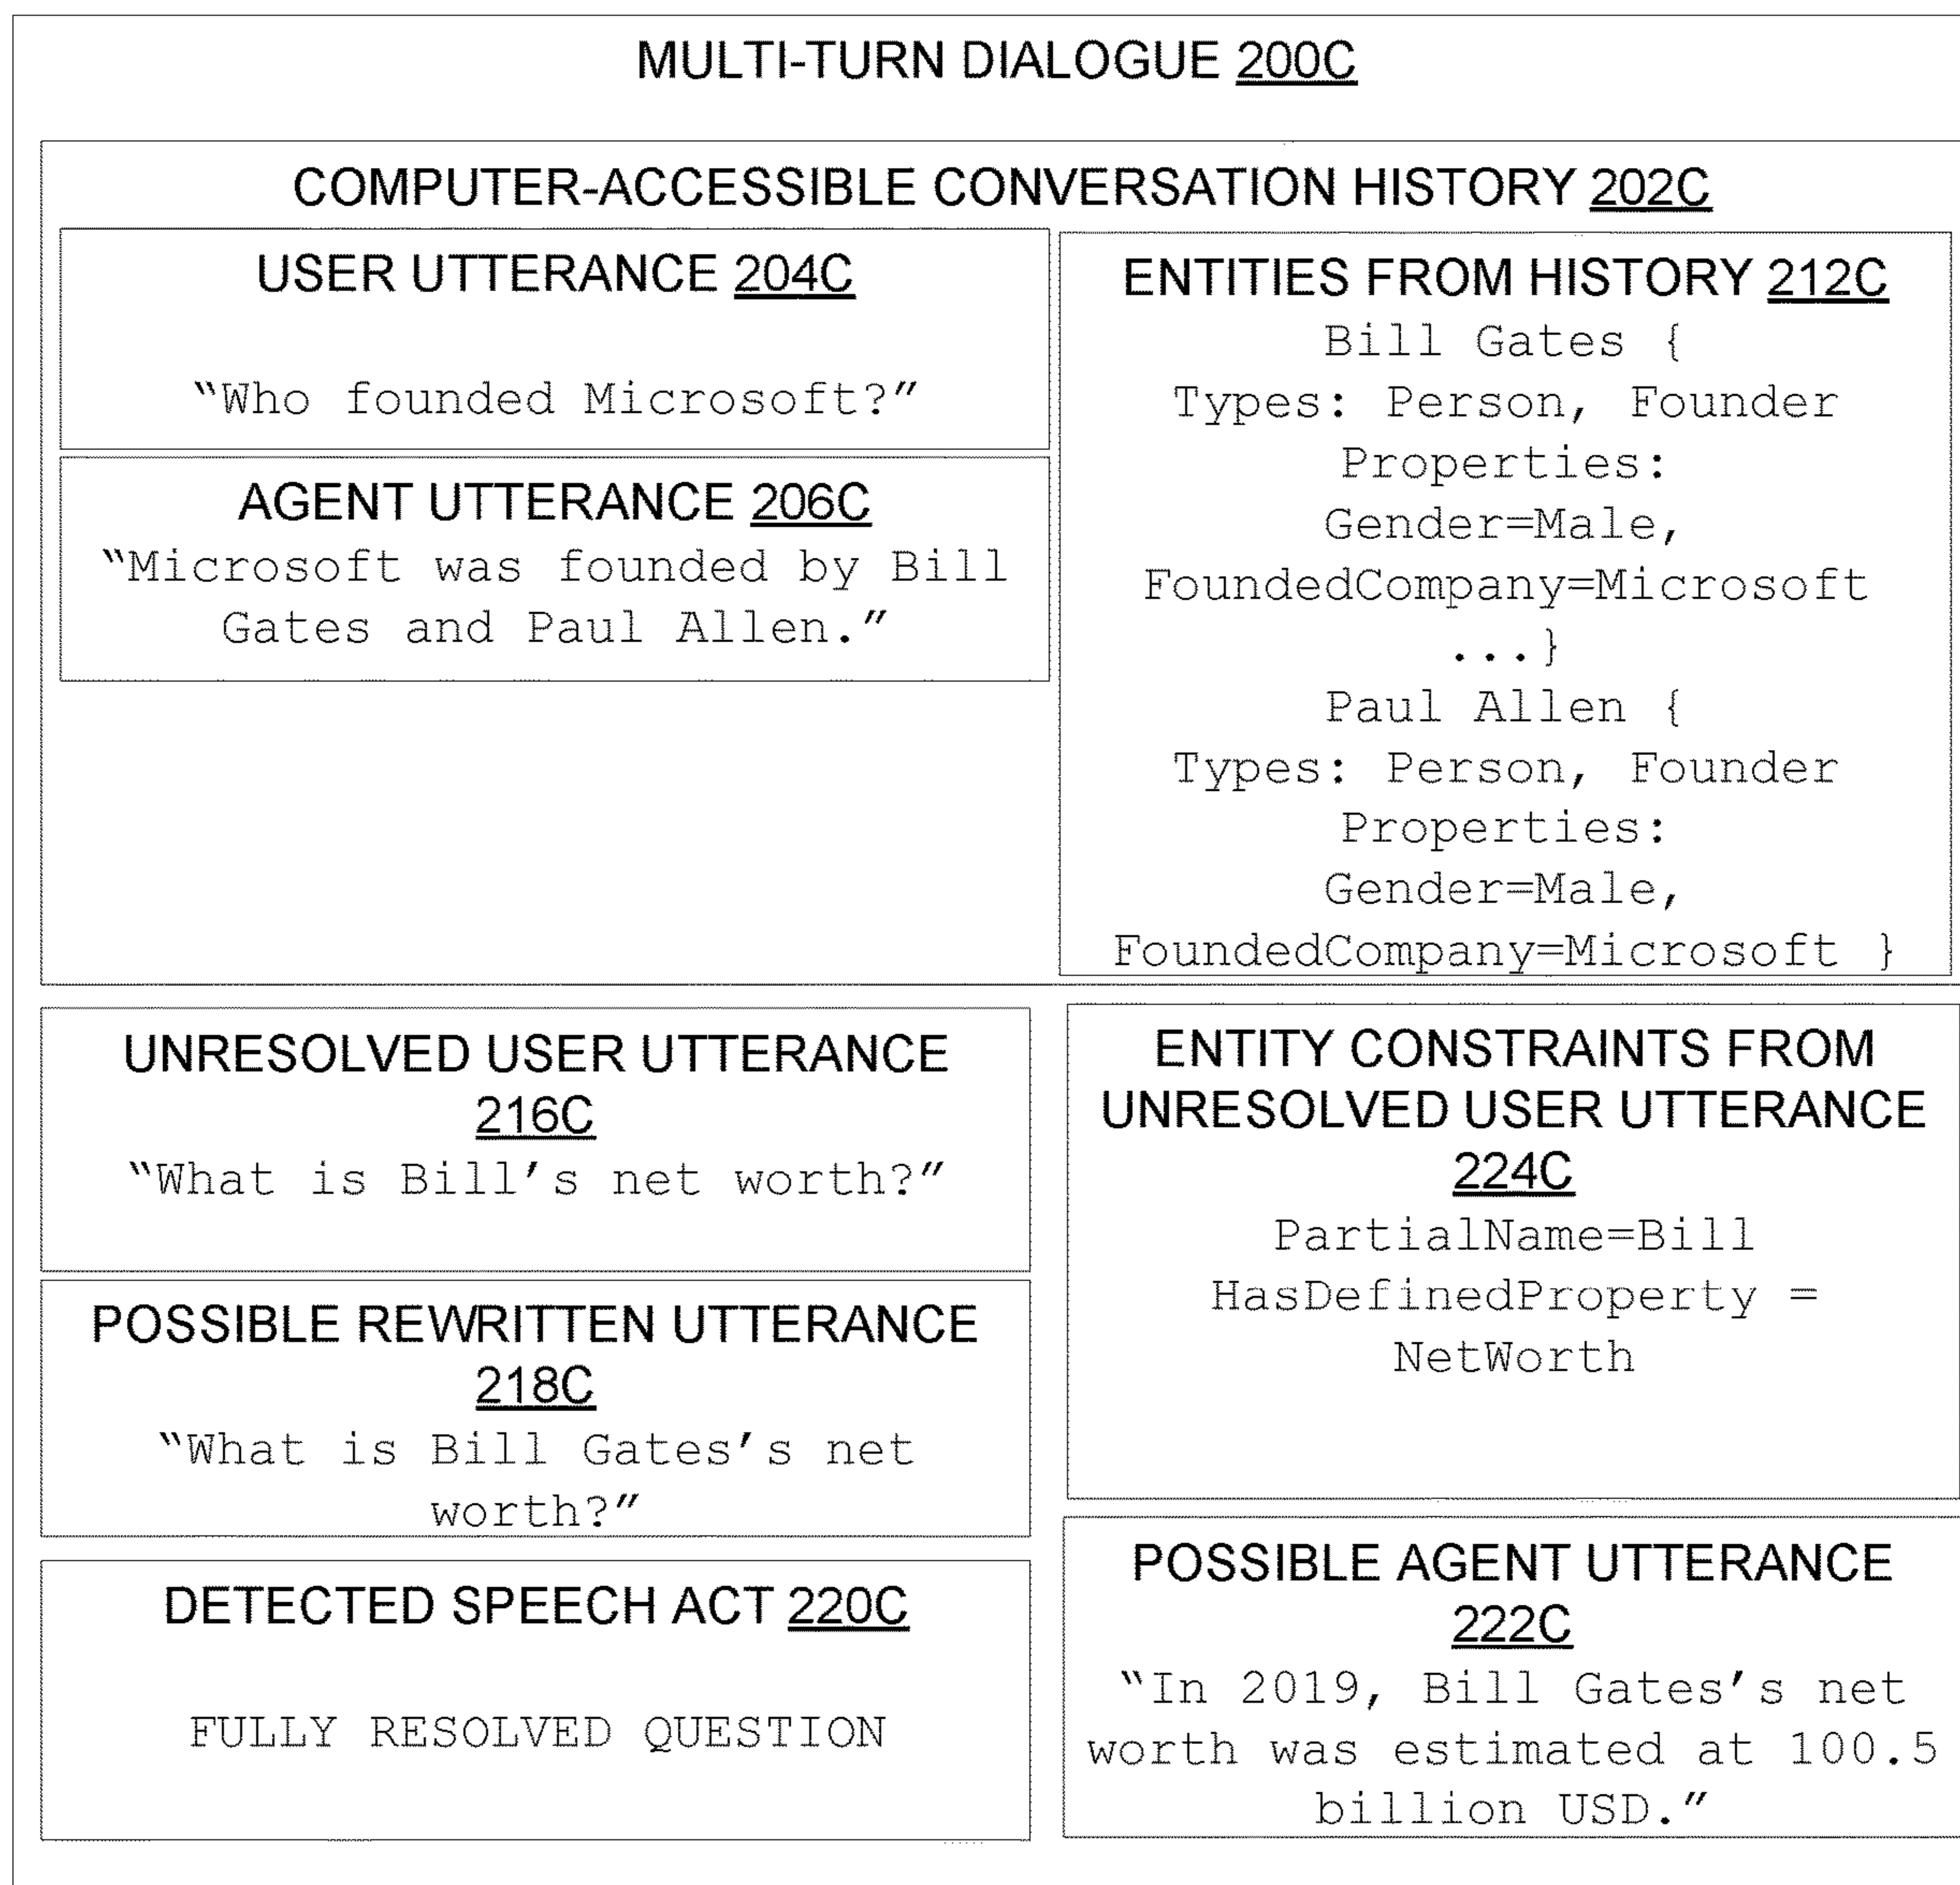 MULTI-TURN DIALOGUE 200C
COMPUTER-ACCESSIBLE CONVERSATION HISTORY 202C
USER UTTERANCE 204C
“Who founded Microsoft?”
AGENT UTTERANCE 206C
“Microsoft was founded by Bill
Gates and Paul Allen.”
ENTITIES FROM HISTORY 212C
Bill Gates {
Types: Person, Founder
Properties:
Gender=Male,
FoundedCompany=Microsoft
...}
Paul Allen {
Types: Person, Founder
Properties:
Gender=Male,
FoundedCompany=Microsoft }
UNRESOLVED USER UTTERANCE
216C
“What is Bill’s net worth?”
POSSIBLE REWRITTEN UTTERANCE
218C
“What is Bill Gates’s net
worth?”
DETECTED SPEECH ACT 220C
FULLY RESOLVED QUESTION
ENTITY CONSTRAINTS FROM
UNRESOLVED USER UTTERANCE
224C
PartialName=Bill
HasDefinedProperty =
NetWorth
POSSIBLE AGENT UTTERANCE
222C
“In 2019, Bill Gates’s net
worth was estimated at 100.5
billion USD.”